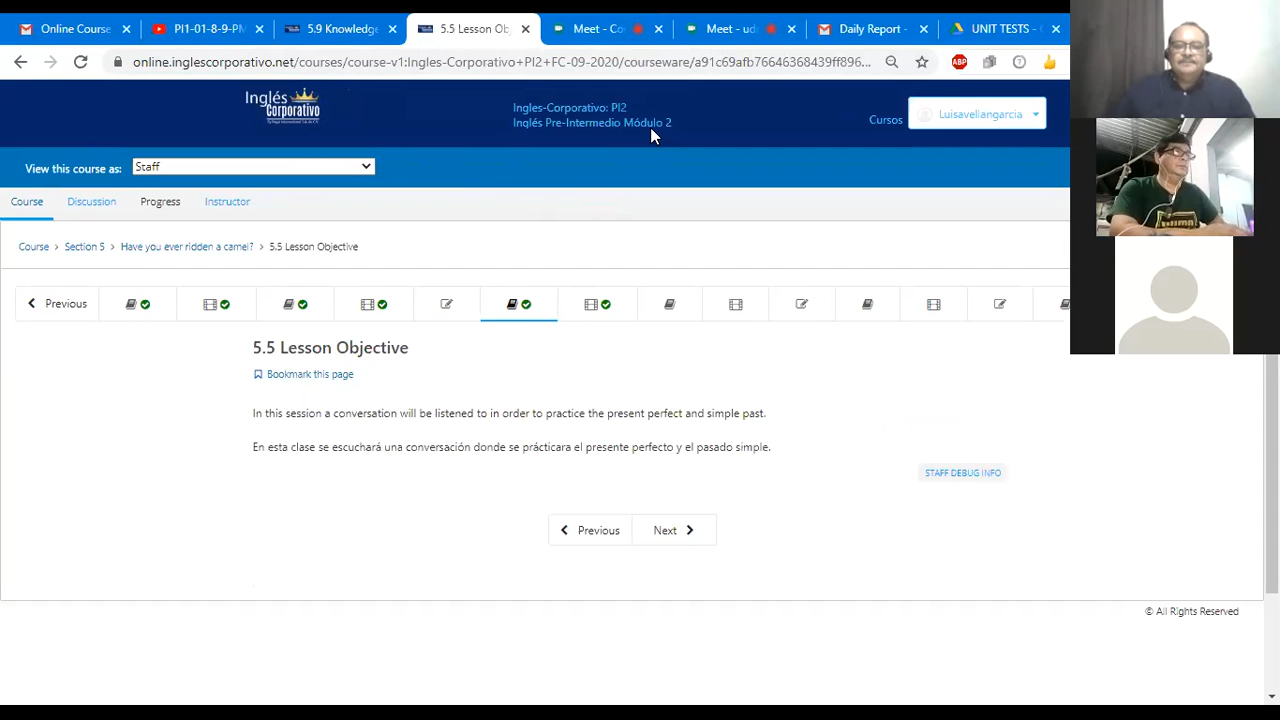 Online Course
PI1-01-8-9-PM
5.9 Knowledge
5.5 Lesson Ob
Meet - Co
Meet - ud
Daily Report -
UNIT TESTS -
online.inglescorporativo.net/courses/course-v1:Ingles-Corporativo+PI2+FC-09-2020/courseware/a91c69afb76646368439ff896...
ABP
Inglés
Corporativo
Ingles-Corporativo: PI2
Inglés Pre-Intermedio Módulo 2
Cursos
Luisavellangarcia
View this course as:
Staff
Course
Discussion
Progress
Instructor
Course > Section 5 > Have you ever ridden a camel? > 5.5 Lesson Objective
Previous
5.5 Lesson Objective
Bookmark this page
In this session a conversation will be listened to in order to practice the present perfect and simple past.
En esta clase se escuchará una conversación donde se prácticara el presente perfecto y el pasado simple.
STAFF DEBUG INFO
Previous
Next
© All Rights Reserved